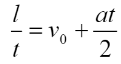 l/t = v₀ + at/2